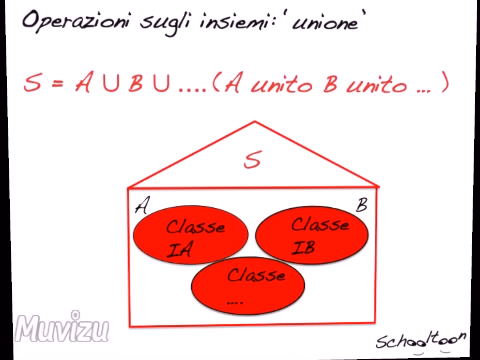 Operazioni sugli insiemi: 'unione'
S = A ∪ B ∪ .... ( A unito B unito ... )
S
A
B
Classe
IA
Classe
IB
Classe
....
Muvizu
Schooltoon